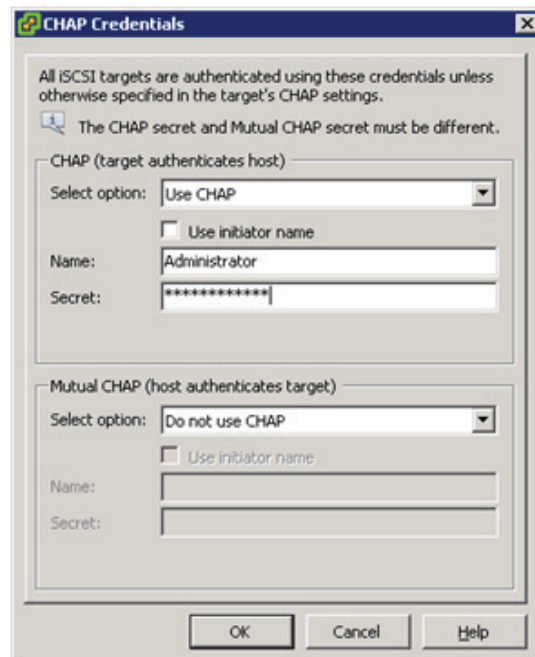 CHAP Credentials
All iSCSI targets are authenticated using these credentials unless
otherwise specified in the target's CHAP settings.
The CHAP secret and Mutual CHAP secret must be different.
CHAP (target authenticates host)
Select option: Use CHAP
Use initiator name
Name: Administrator
Secret: ************
Mutual CHAP (host authenticates target)
Select option: Do not use CHAP
Use initiator name
Name:
Secret:
OK Cancel Help